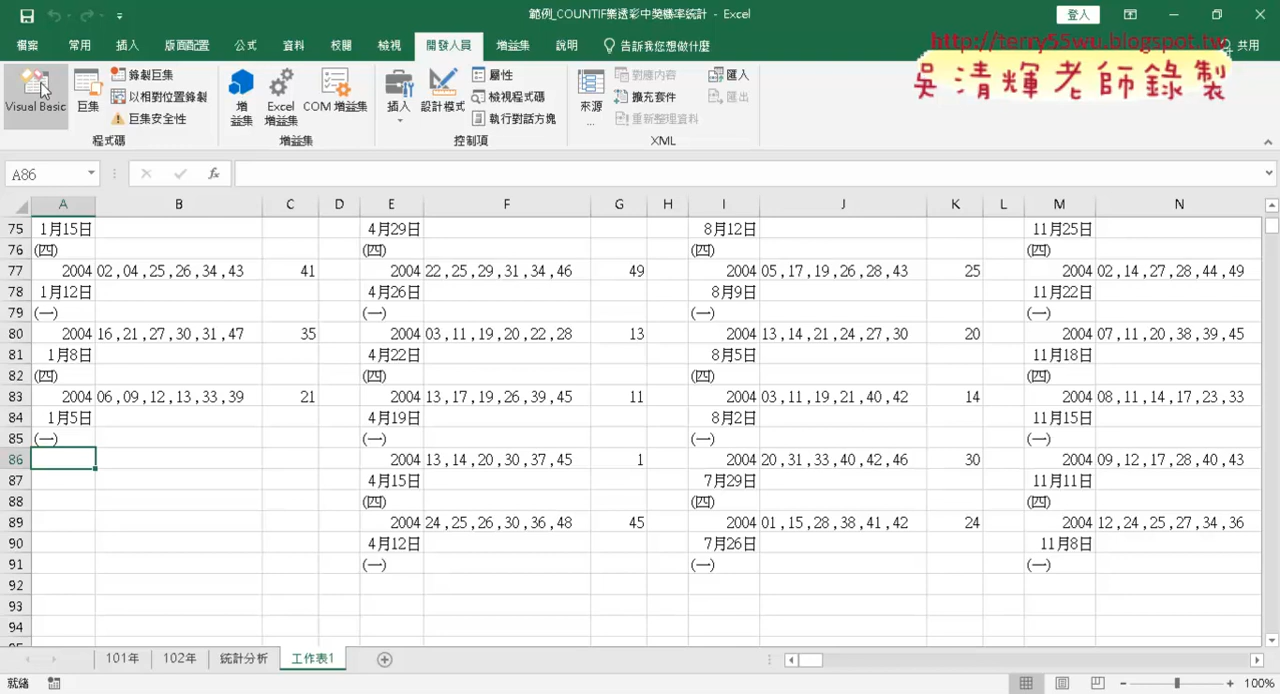 範例_COUNTIF樂透彩中獎機率統計 - Excel
登入
檔案 常用 插入 版面配置 公式 資料 校閱 檢視 開發人員 增益集 說明 告訴我您想做什麼 共用
http://terry55wu.blogspot.tw
吳清輝老師錄製
Visual Basic 巨集 錄製巨集 以相對位置錄製 巨集安全性
增益集 Excel 增益集 COM 增益集
插入 設計模式 屬性 檢視程式碼 執行對話方塊
來源... 對應內容 擴充套件 重新整理資料 匯入 匯出
程式碼 增益集 控制項 XML
A86 fx
A B C D E F G H I J K L M N
75 1月15日 4月29日 8月12日 11月25日
76 (四) (四) (四) (四)
77 2004 02,04,25,26,34,43 41 2004 22,25,29,31,34,46 49 2004 05,17,19,26,28,43 25 2004 02,14,27,28,44,49
78 1月12日 4月26日 8月9日 11月22日
79 (一) (一) (一) (一)
80 2004 16,21,27,30,31,47 35 2004 03,11,19,20,22,28 13 2004 13,14,21,24,27,30 20 2004 07,11,20,38,39,45
81 1月8日 4月22日 8月5日 11月18日
82 (四) (四) (四) (四)
83 2004 06,09,12,13,33,39 21 2004 13,17,19,26,39,45 11 2004 03,11,19,21,40,42 14 2004 08,11,14,17,23,33
84 1月5日 4月19日 8月2日 11月15日
85 (一) (一) (一) (一)
86 2004 13,14,20,30,37,45 1 2004 20,31,33,40,42,46 30 2004 09,12,17,28,40,43
87 4月15日 7月29日 11月11日
88 (四) (四) (四)
89 2004 24,25,26,30,36,48 45 2004 01,15,28,38,41,42 24 2004 12,24,25,27,34,36
90 4月12日 7月26日 11月8日
91 (一) (一) (一)
92
93
94
101年 102年 統計分析 工作表1
就緒 100%